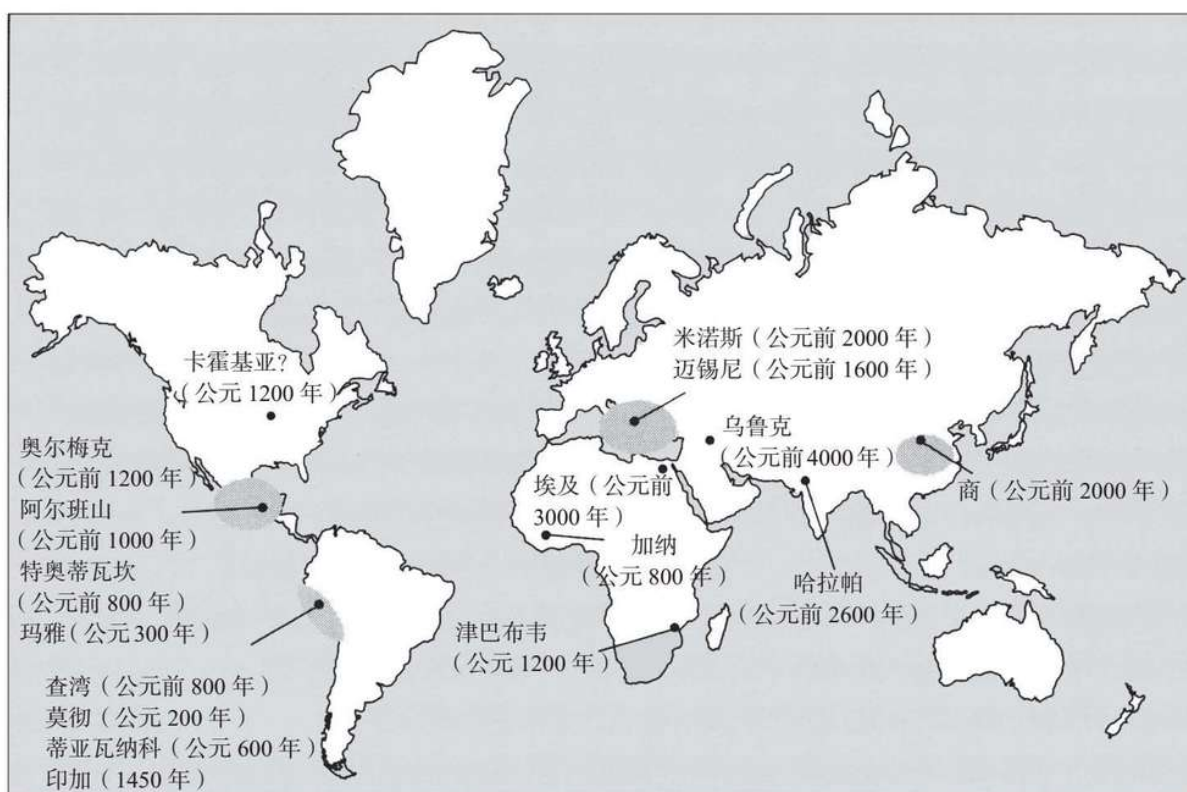 米诺斯（公元前 2000 年）
迈锡尼（公元前 1600 年）
卡霍基亚？
（公元 1200 年）
乌鲁克
（公元前 4000 年）
奥尔梅克
（公元前 1200 年）
阿尔班山
（公元前 1000 年）
特奥蒂瓦坎
（公元前 800 年）
玛雅（公元 300 年）
?
埃及（公元前
3000 年）
商（公元前 2000 年）
加纳
（公元 800 年）
哈拉帕
（公元前 2600 年）
津巴布韦
（公元 1200 年）
查湾（公元前 800 年）
莫彻（公元 200 年）
蒂亚瓦纳科（公元 600 年）
印加（1450 年）